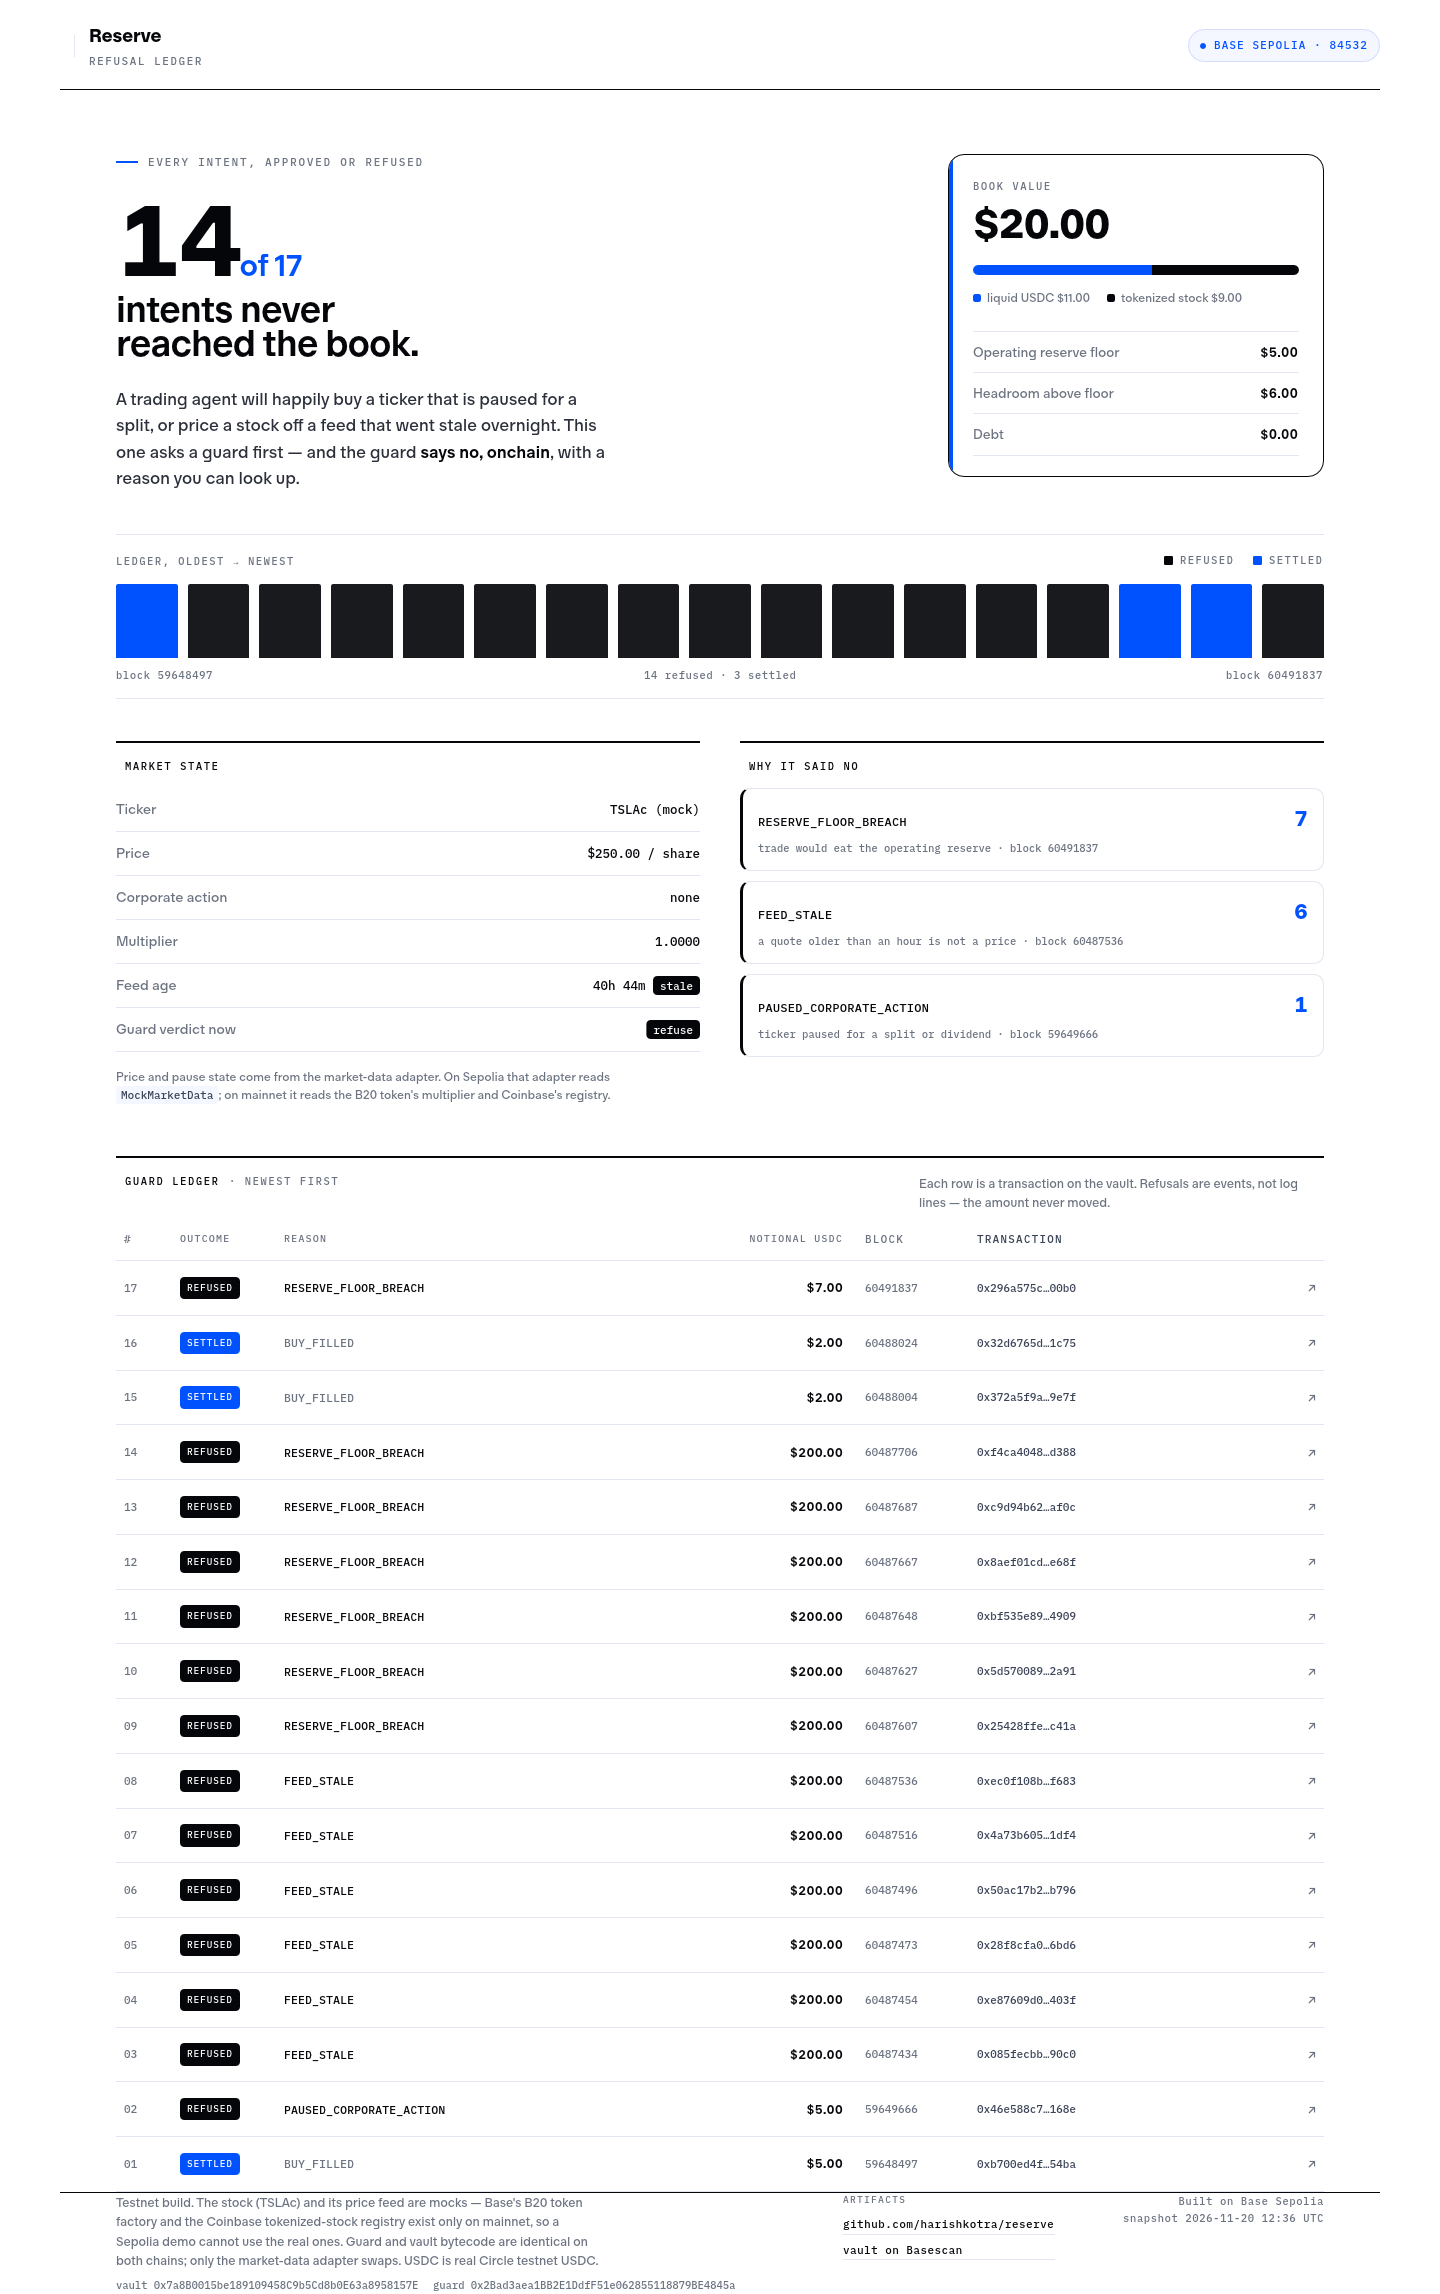 Reserve
REFUSAL LEDGER
BASE SEPOLIA · 84532
EVERY INTENT, APPROVED OR REFUSED
14 of 17
intents never
reached the book.
A trading agent will happily buy a ticker that is paused for a
split, or price a stock off a feed that went stale overnight. This
one asks a guard first — and the guard says no, onchain, with a
reason you can look up.
BOOK VALUE
$20.00
liquid USDC $11.00 tokenized stock $9.00
Operating reserve floor $5.00
Headroom above floor $6.00
Debt $0.00
LEDGER, OLDEST → NEWEST
REFUSED SETTLED
block 59648497 14 refused · 3 settled block 60491837
MARKET STATE
Ticker TSLAc (mock)
Price $250.00 / share
Corporate action none
Multiplier 1.0000
Feed age 40h 44m stale
Guard verdict now refuse
Price and pause state come from the market-data adapter. On Sepolia that adapter reads
MockMarketData ; on mainnet it reads the B20 token's multiplier and Coinbase's registry.
WHY IT SAID NO
RESERVE_FLOOR_BREACH 7
trade would eat the operating reserve · block 60491837
FEED_STALE 6
a quote older than an hour is not a price · block 60487536
PAUSED_CORPORATE_ACTION 1
ticker paused for a split or dividend · block 59649666
GUARD LEDGER · NEWEST FIRST
Each row is a transaction on the vault. Refusals are events, not log
lines — the amount never moved.
# OUTCOME REASON NOTIONAL USDC BLOCK TRANSACTION
17 REFUSED RESERVE_FLOOR_BREACH $7.00 60491837 0x296a575c…00b0 ↗
16 SETTLED BUY_FILLED $2.00 60488024 0x32d6765d…1c75 ↗
15 SETTLED BUY_FILLED $2.00 60488004 0x372a5f9a…9e7f ↗
14 REFUSED RESERVE_FLOOR_BREACH $200.00 60487706 0xf4ca4048…d388 ↗
13 REFUSED RESERVE_FLOOR_BREACH $200.00 60487687 0xc9d94b62…af0c ↗
12 REFUSED RESERVE_FLOOR_BREACH $200.00 60487667 0x8aef01cd…e68f ↗
11 REFUSED RESERVE_FLOOR_BREACH $200.00 60487648 0xbf535e89…4909 ↗
10 REFUSED RESERVE_FLOOR_BREACH $200.00 60487627 0x5d570089…2a91 ↗
09 REFUSED RESERVE_FLOOR_BREACH $200.00 60487607 0x25428ffe…c41a ↗
08 REFUSED FEED_STALE $200.00 60487536 0xec0f108b…f683 ↗
07 REFUSED FEED_STALE $200.00 60487516 0x4a73b605…1df4 ↗
06 REFUSED FEED_STALE $200.00 60487496 0x50ac17b2…b796 ↗
05 REFUSED FEED_STALE $200.00 60487473 0x28f8cfa0…6bd6 ↗
04 REFUSED FEED_STALE $200.00 60487454 0xe87609d0…403f ↗
03 REFUSED FEED_STALE $200.00 60487434 0x085fecbb…90c0 ↗
02 REFUSED PAUSED_CORPORATE_ACTION $5.00 59649666 0x46e588c7…168e ↗
01 SETTLED BUY_FILLED $5.00 59648497 0xb700ed4f…54ba ↗
Testnet build. The stock (TSLAc) and its price feed are mocks — Base's B20 token
factory and the Coinbase tokenized-stock registry exist only on mainnet, so a
Sepolia demo cannot use the real ones. Guard and vault bytecode are identical on
both chains; only the market-data adapter swaps. USDC is real Circle testnet USDC.
vault 0x7a8B0015be189109458C9b5Cd8b0E63a8958157E guard 0x2Bad3aea1BB2E1DdfF51e062855118879BE4845a
ARTIFACTS
github.com/harishkotra/reserve
vault on Basescan
Built on Base Sepolia
snapshot 2026-11-20 12:36 UTC